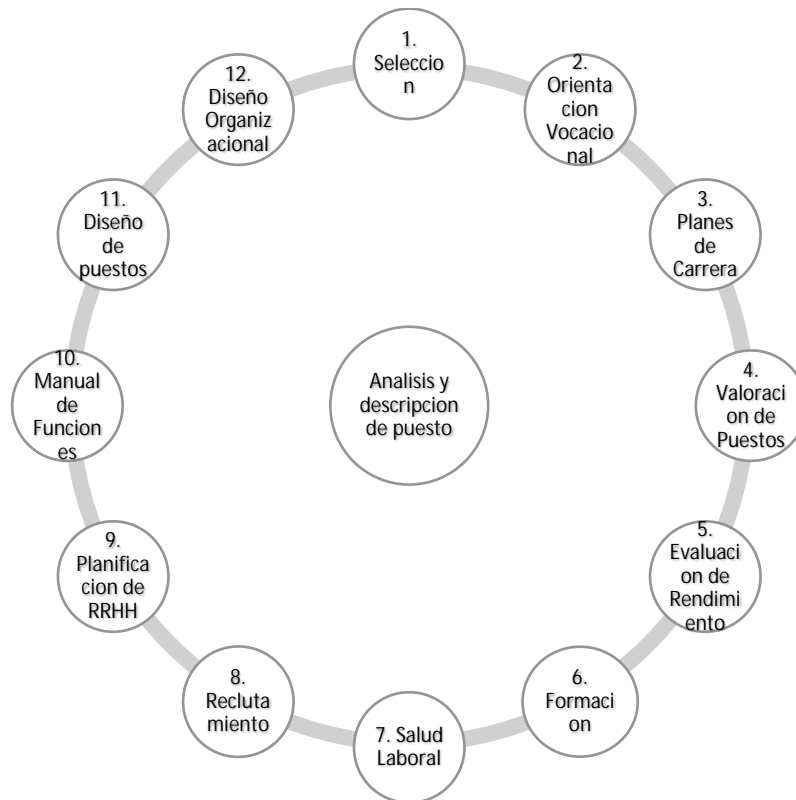 1.
Seleccio
n
2.
Orienta
cion
Vocacio
nal
3.
Planes
de
Carrera
4.
Valoraci
on de
Puestos
5.
Evaluaci
on de
Rendimi
ento
6.
Formaci
on
7. Salud
Laboral
8.
Recluta
miento
9.
Planifica
cion de
RRHH
10.
Manual
de
Funcion
es
11.
Diseño
de
puestos
12.
Diseño
Organiz
acional
Analisis y
descripcion
de puesto